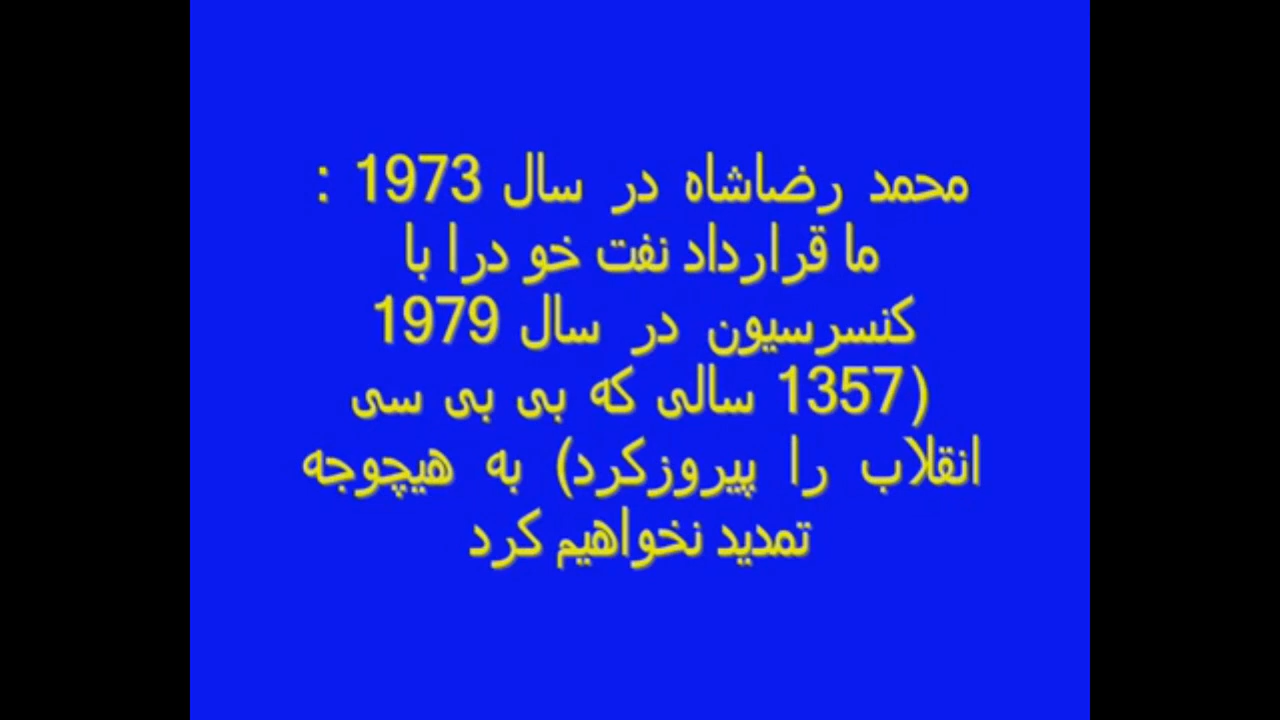 محمد رضاشاه در سال 1973 :
ما قرارداد نفت خو درا با
کنسرسیون در سال 1979
(1357 سالی که بی بی سی
انقلاب را پیروزکرد) به هیچوجه
تمدید نخواهیم کرد